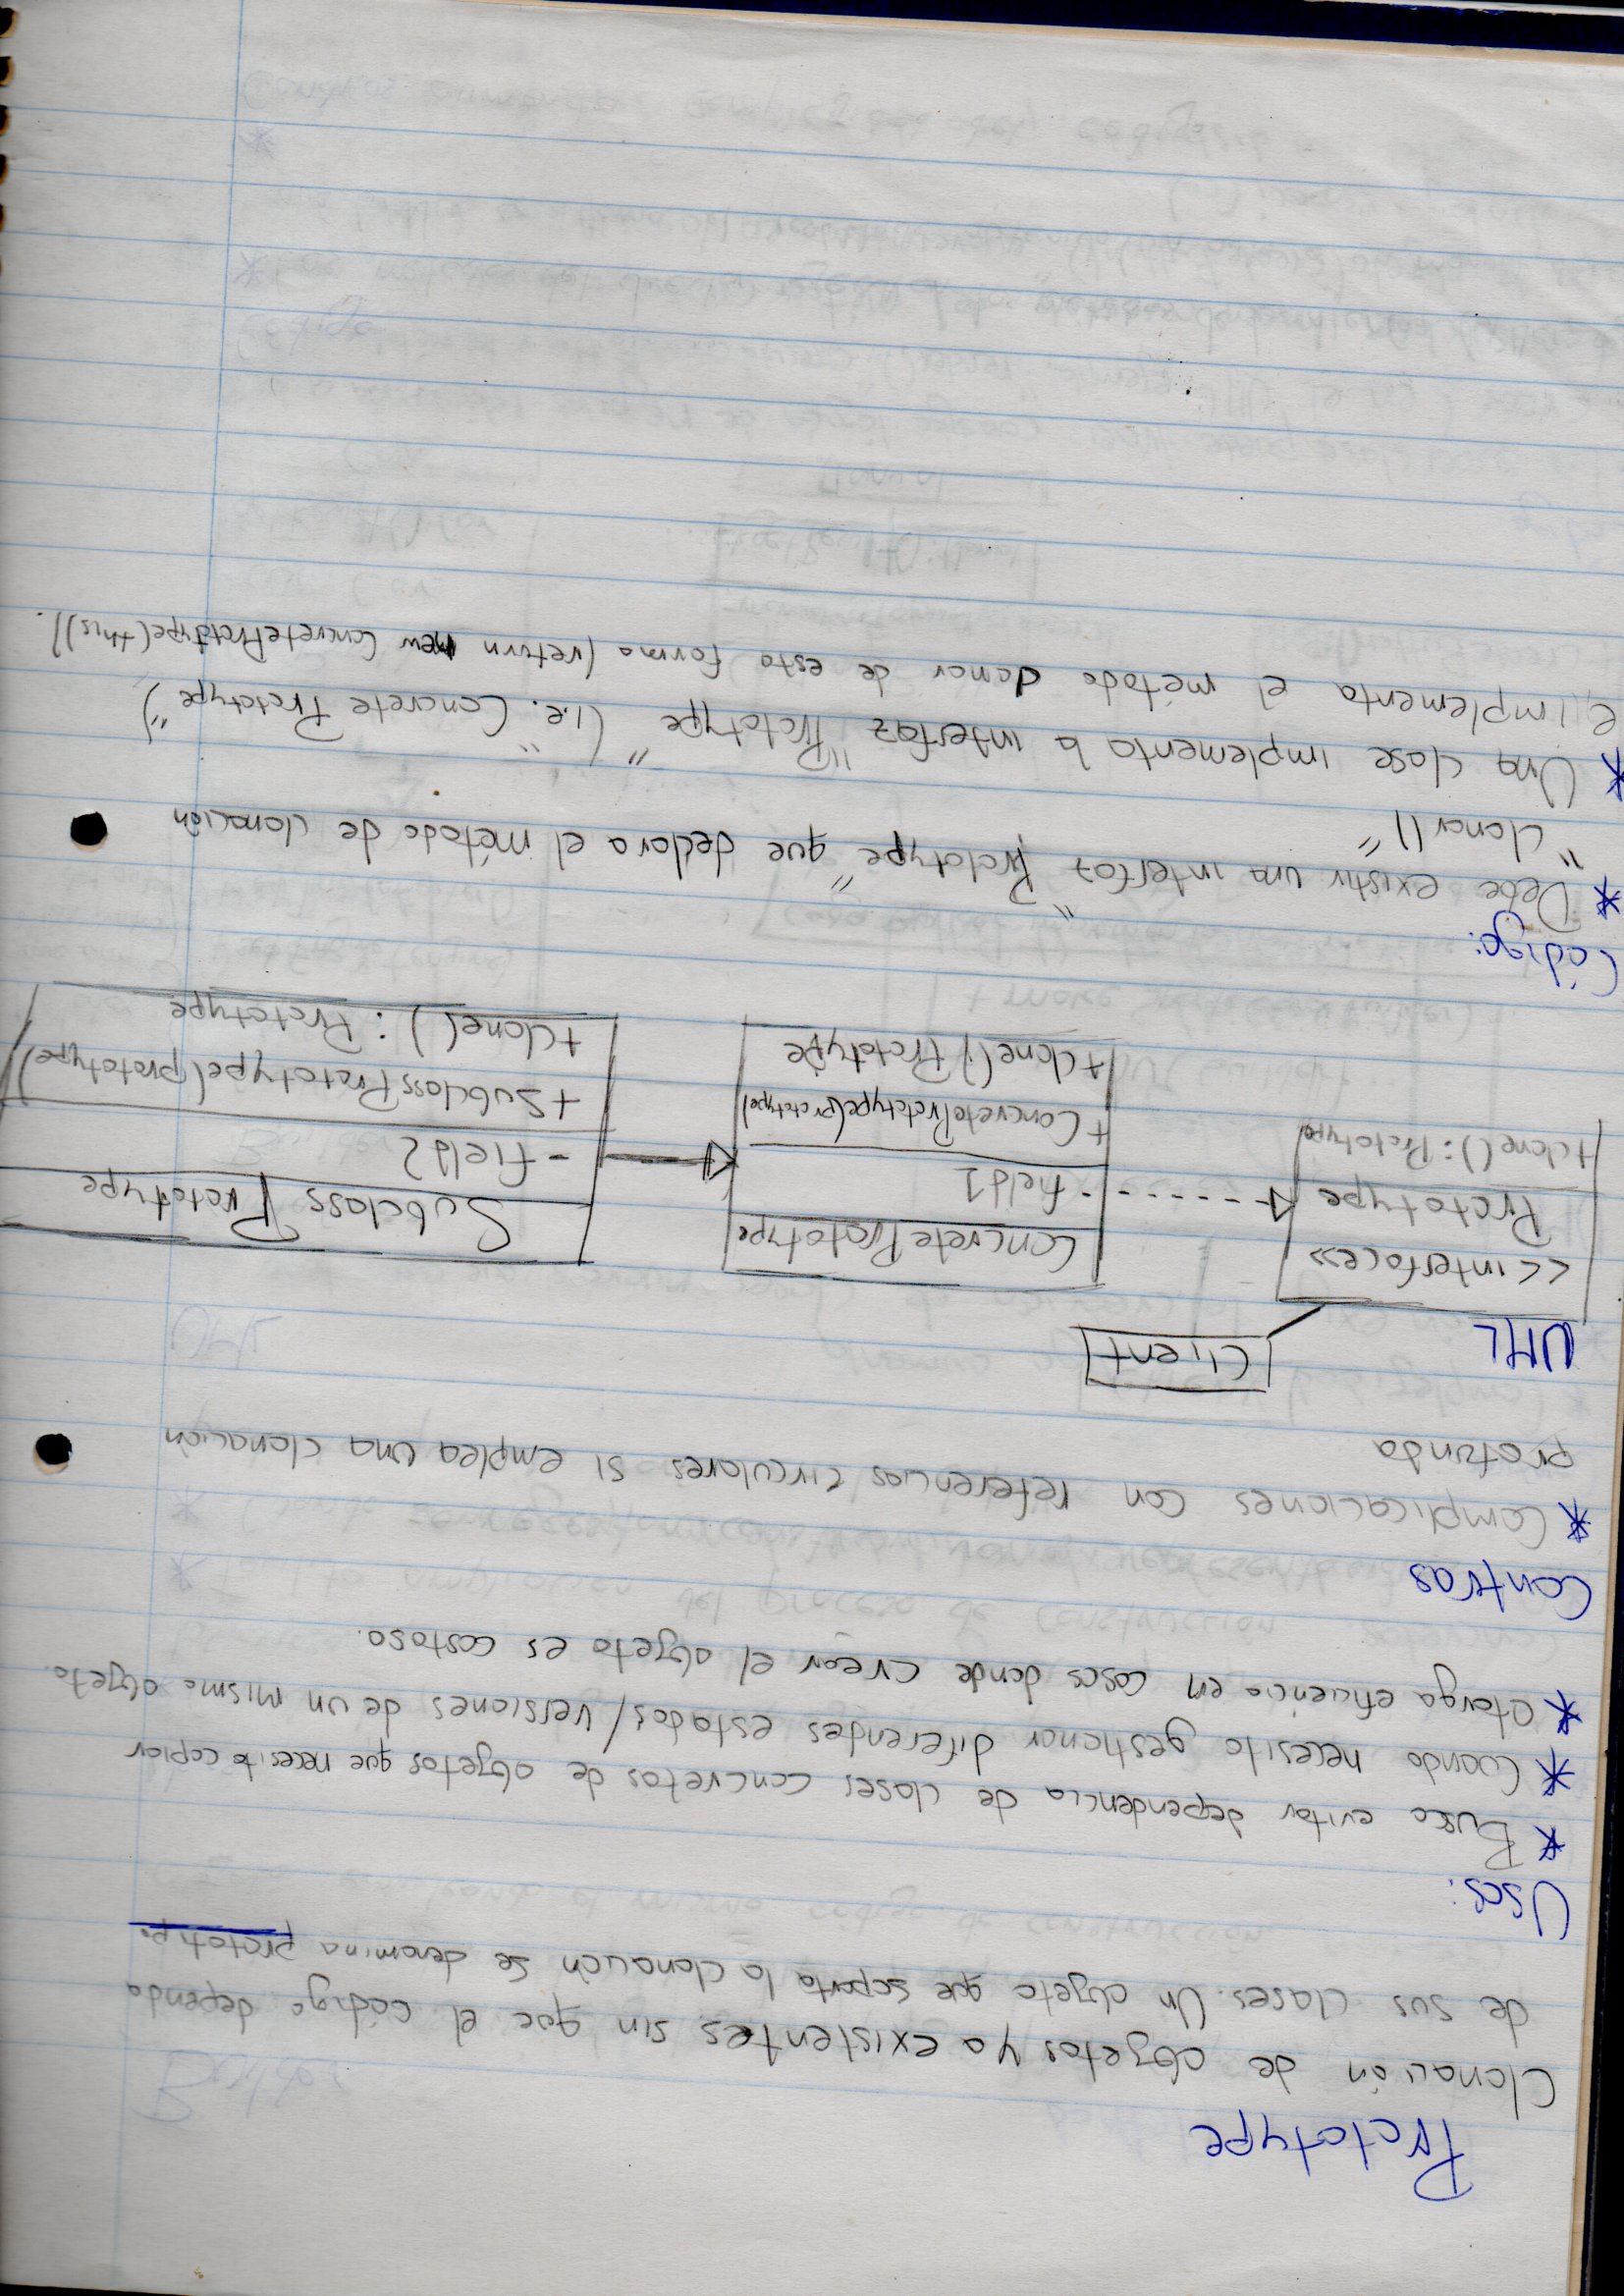 Prototype
Clonación de objetos ya existentes sin que el código dependa
de sus clases. Un objeto que soporta la clonación se denomina prototipo
Usos:
* Busco evitar dependencia de clases concretas de objetos que necesito copiar
* Cuando necesito gestionar diferentes estados/versiones de un mismo objeto.
* otorga eficiencia en casos donde crear el objeto es costoso.
Contras
* Complicaciones con referencias circulares si emplea una clonación
profunda
UML
Client
<<interface>>
Prototype
+clone(): Prototype
ConcretePrototype
- field1
+ ConcretePrototype(prototype)
+clone() Prototype
Subclass Prototype
- field2
+SubclassPrototype(prototype)
+clone() : Prototype
Código:
* Debe existir una interfaz "Prototype" que declara el método de clonación
"clonar()"
* Una clase implementa la interfaz "Prototype" (i.e. "Concrete Prototype")
e implementa el método clonar de esta forma (return new ConcretePrototype(this)).